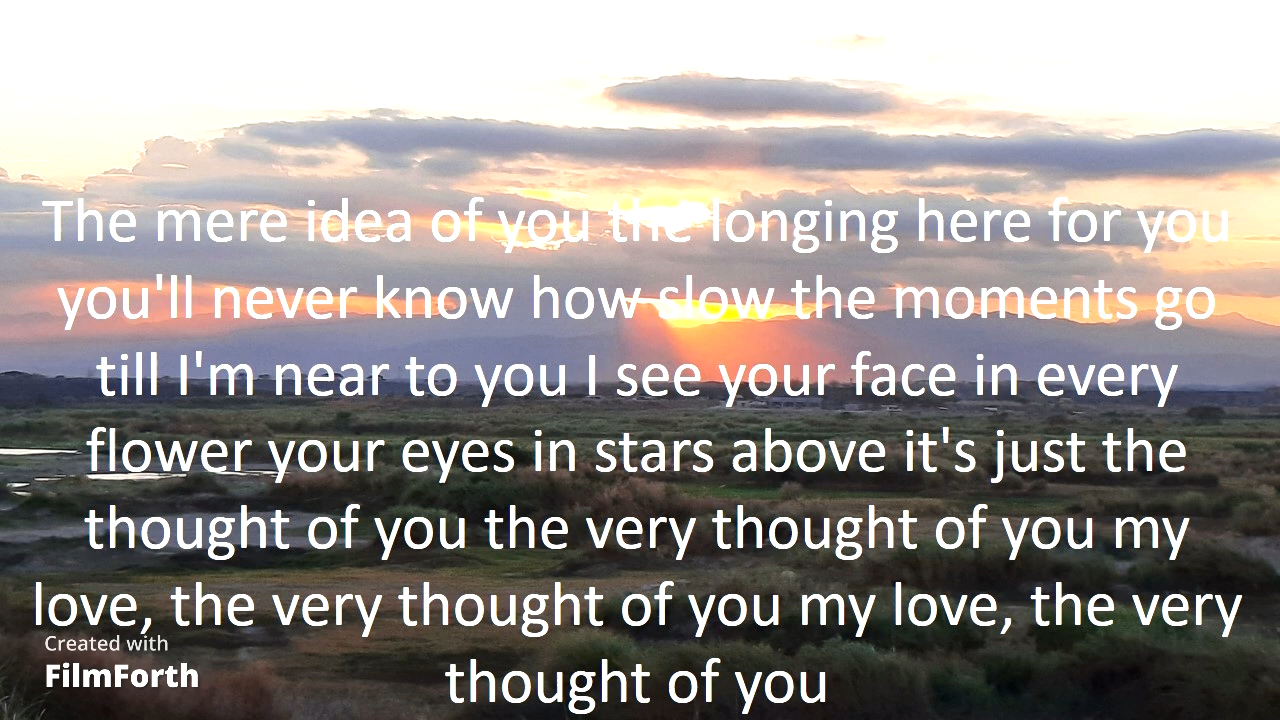 The mere idea of you the longing here for you
you'll never know how slow the moments go
till I'm near to you I see your face in every
flower your eyes in stars above it's just the
thought of you the very thought of you my
love, the very thought of you my love, the very
thought of you
Created with
FilmForth